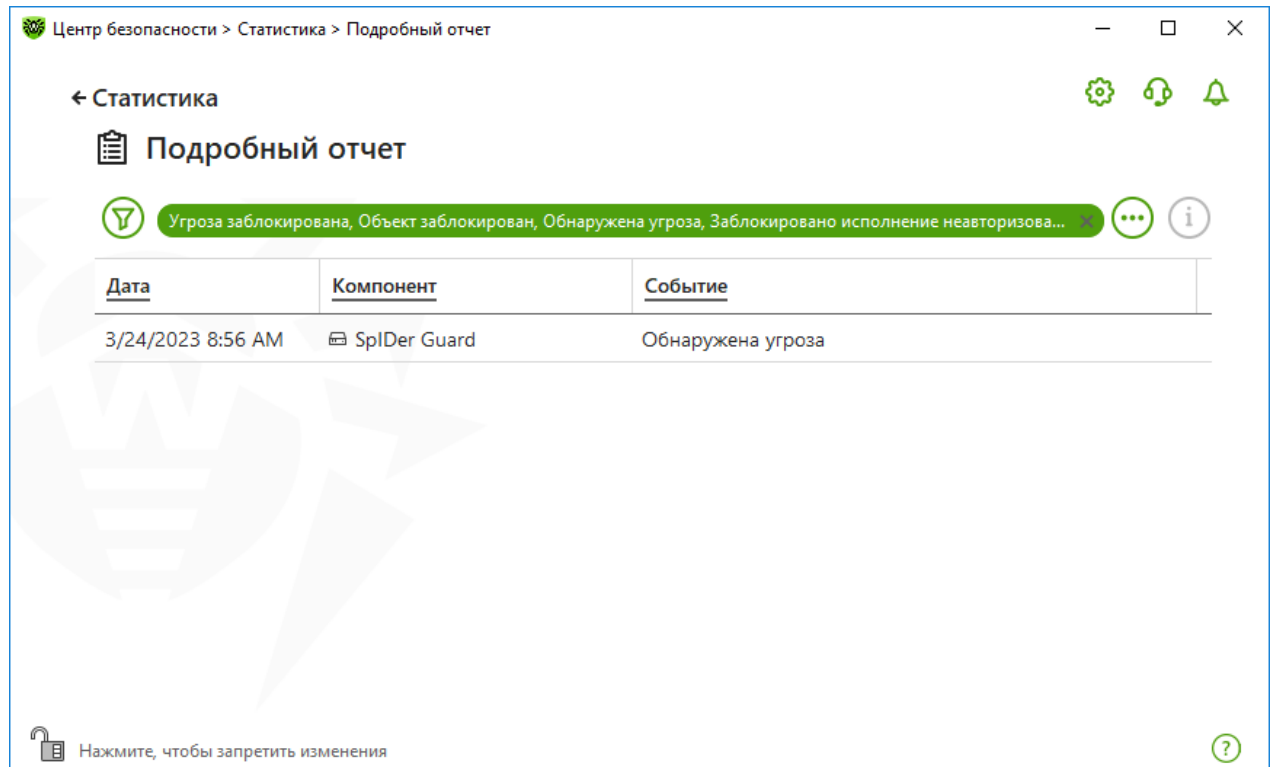 Центр безопасности > Статистика > Подробный отчет
Статистика
Подробный отчет
Угроза заблокирована, Объект заблокирован, Обнаружена угроза, Заблокировано исполнение неавторизова...
Дата Компонент Событие
3/24/2023 8:56 AM SpIDer Guard Обнаружена угроза
Нажмите, чтобы запретить изменения